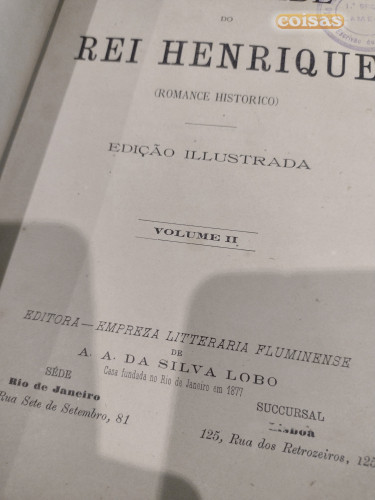 coisas
DO
REI HENRIQUE
(ROMANCE HISTORICO)
EDIÇÃO ILLUSTRADA
VOLUME II
EDITORA—EMPREZA LITTERARIA FLUMINENSE
DE
A. A. DA SILVA LOBO
Casa fundada no Rio de Janeiro em 1877
SÉDE
Rio de Janeiro
Rua Sete de Setembro, 81
SUCCURSAL
Lisboa
125, Rua dos Retrozeiros, 125